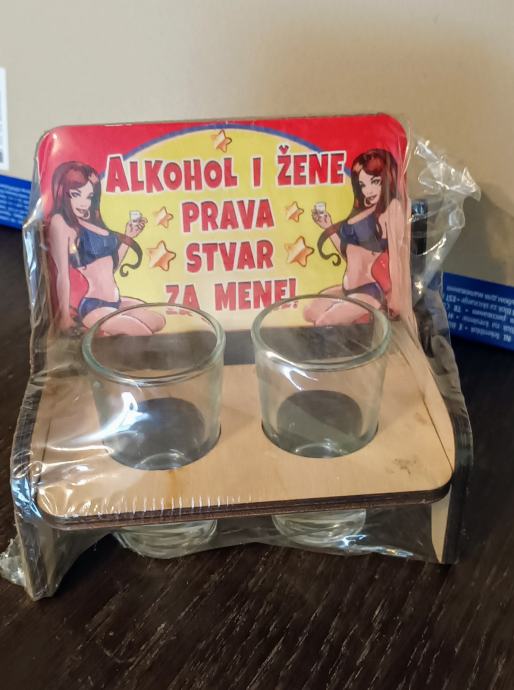 ALKOHOL I ŽENE
PRAVA
STVAR
ZA MENE!